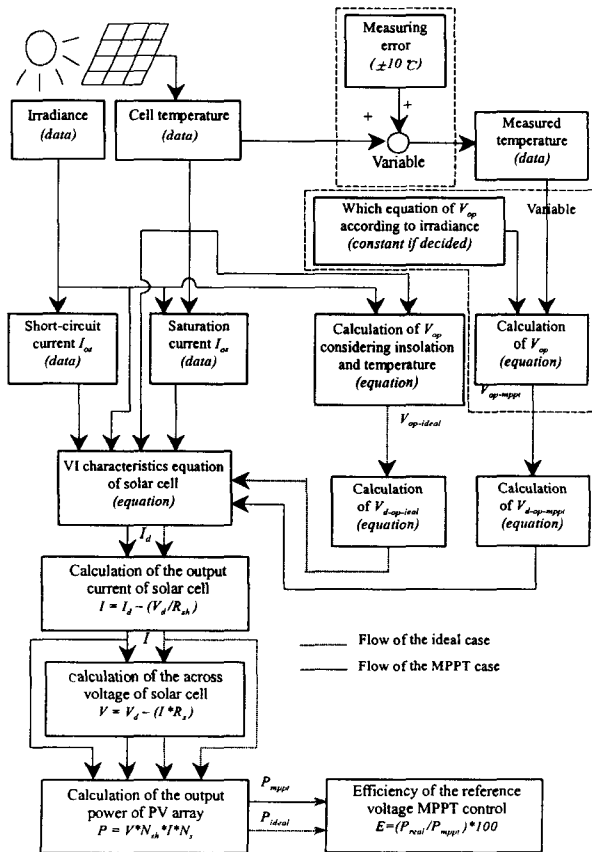 Measuring
error
(±10 ℃)
Irradiance
(data)
Cell temperature
(data)
+
+
Variable
Measured
temperature
(data)
Which equation of V_op
according to irradiance
(constant if decided)
Variable
Short-circuit
current I_os
(data)
Saturation
current I_os
(data)
Calculation of V_op
considering insolation
and temperature
(equation)
Calculation
of V_op
(equation)
V_op-mppt
V_op-ideal
VI characteristics equation
of solar cell
(equation)
Calculation
of V_d-op-ieal
(equation)
Calculation
of V_d-op-mppt
(equation)
I_d
Calculation of the output
current of solar cell
I = I_d – (V_d/R_sh)
I
Flow of the ideal case
Flow of the MPPT case
Calculation of the across
voltage of solar cell
V = V_d – (I*R_s)
Calculation of the output
power of PV array
P = V*N_sh*I*N_s
P_mppt
P_ideal
Efficiency of the reference
voltage MPPT control
E=(P_real/P_mppt)*100